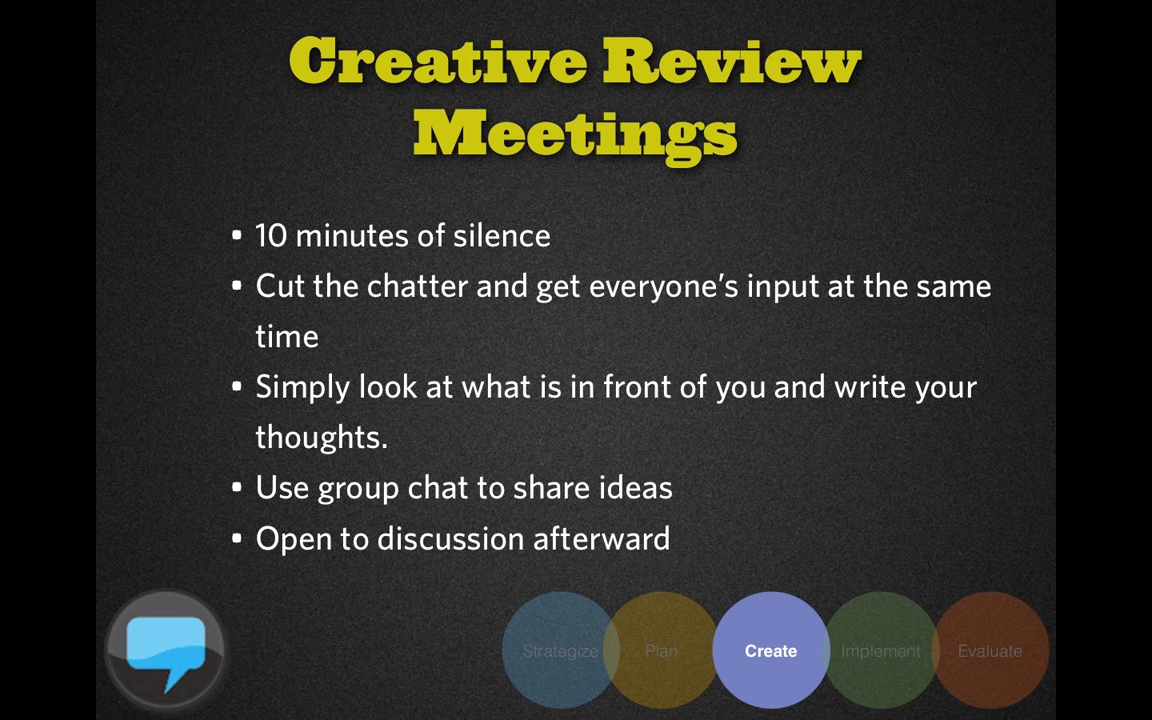 Creative Review
Meetings
• 10 minutes of silence
• Cut the chatter and get everyone’s input at the same
time
• Simply look at what is in front of you and write your
thoughts.
• Use group chat to share ideas
• Open to discussion afterward
Strategize Plan Create Implement Evaluate